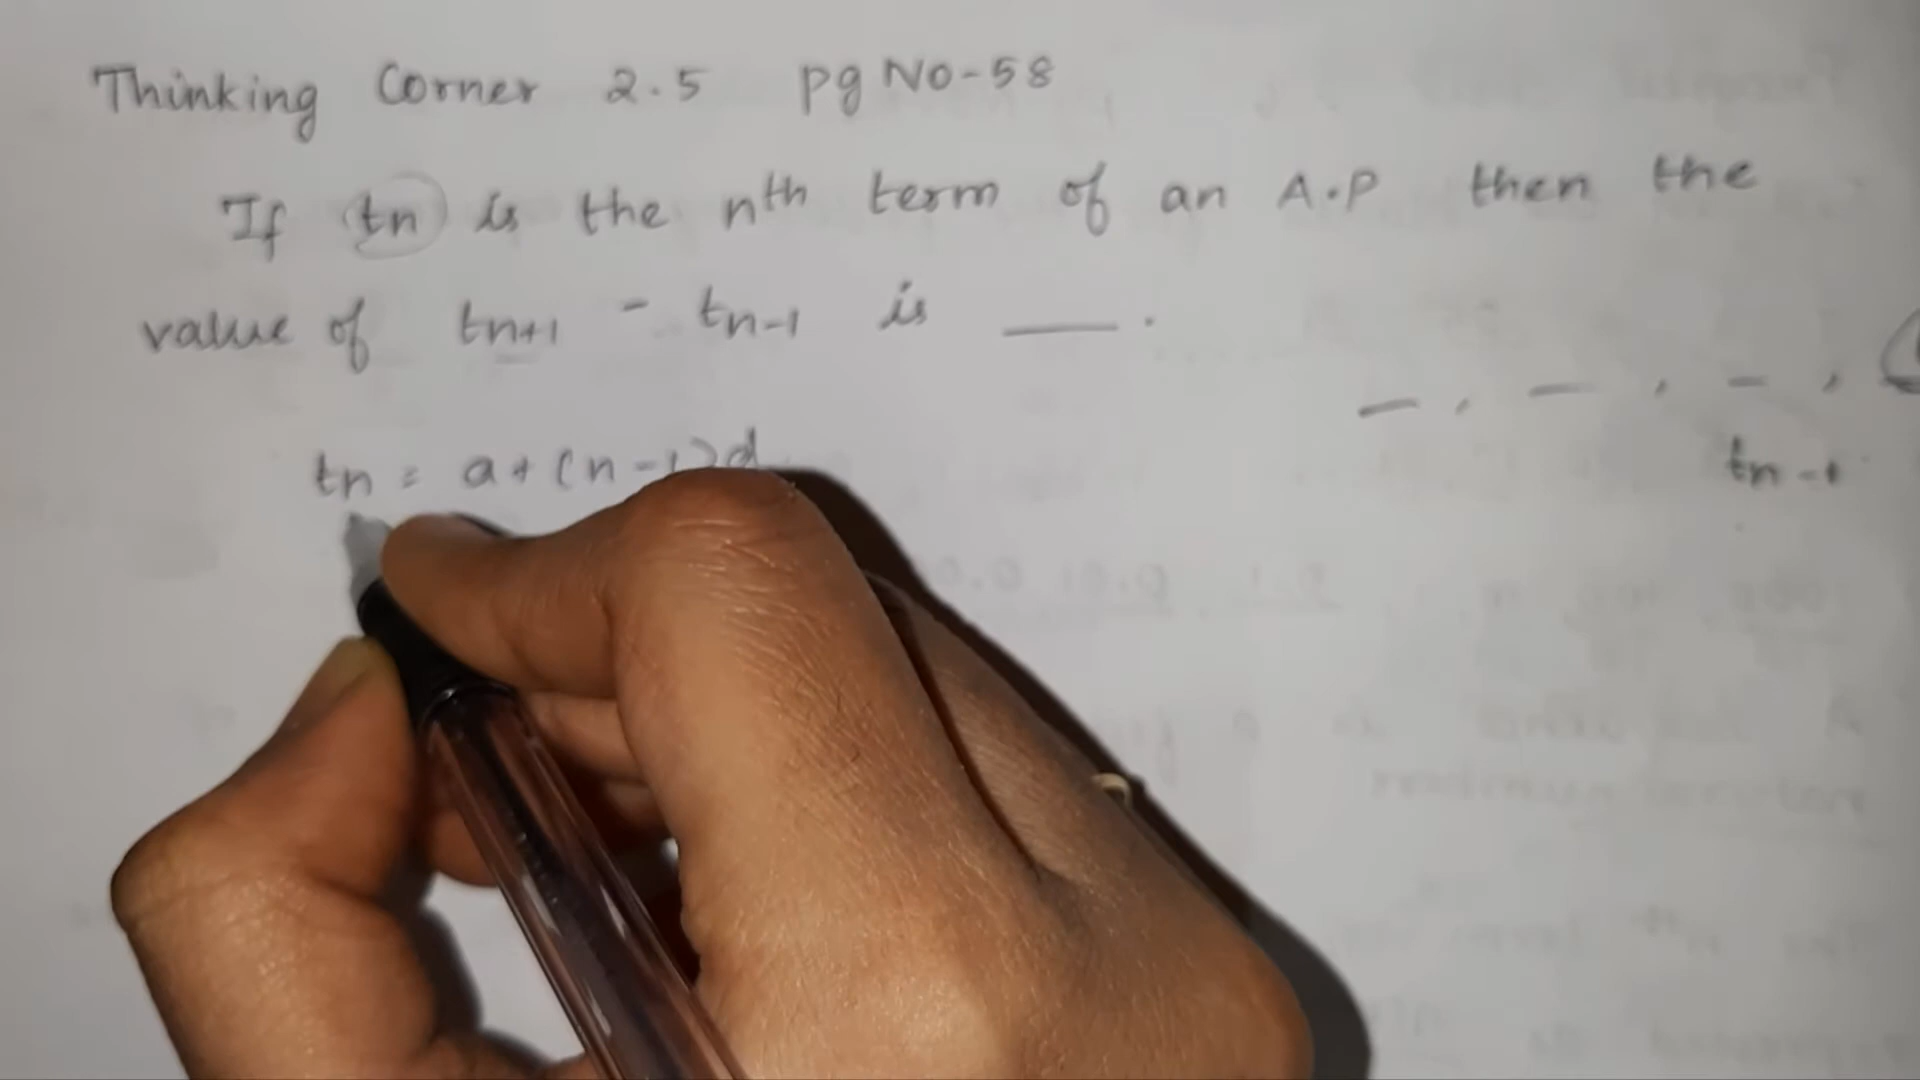 Thinking Corner 2.5 pg No-58
If tn is the nth term of an A.P then the
value of tn+1 - tn-1 is ___.
_, _, _,
tn-1
tn = a+(n-1)d